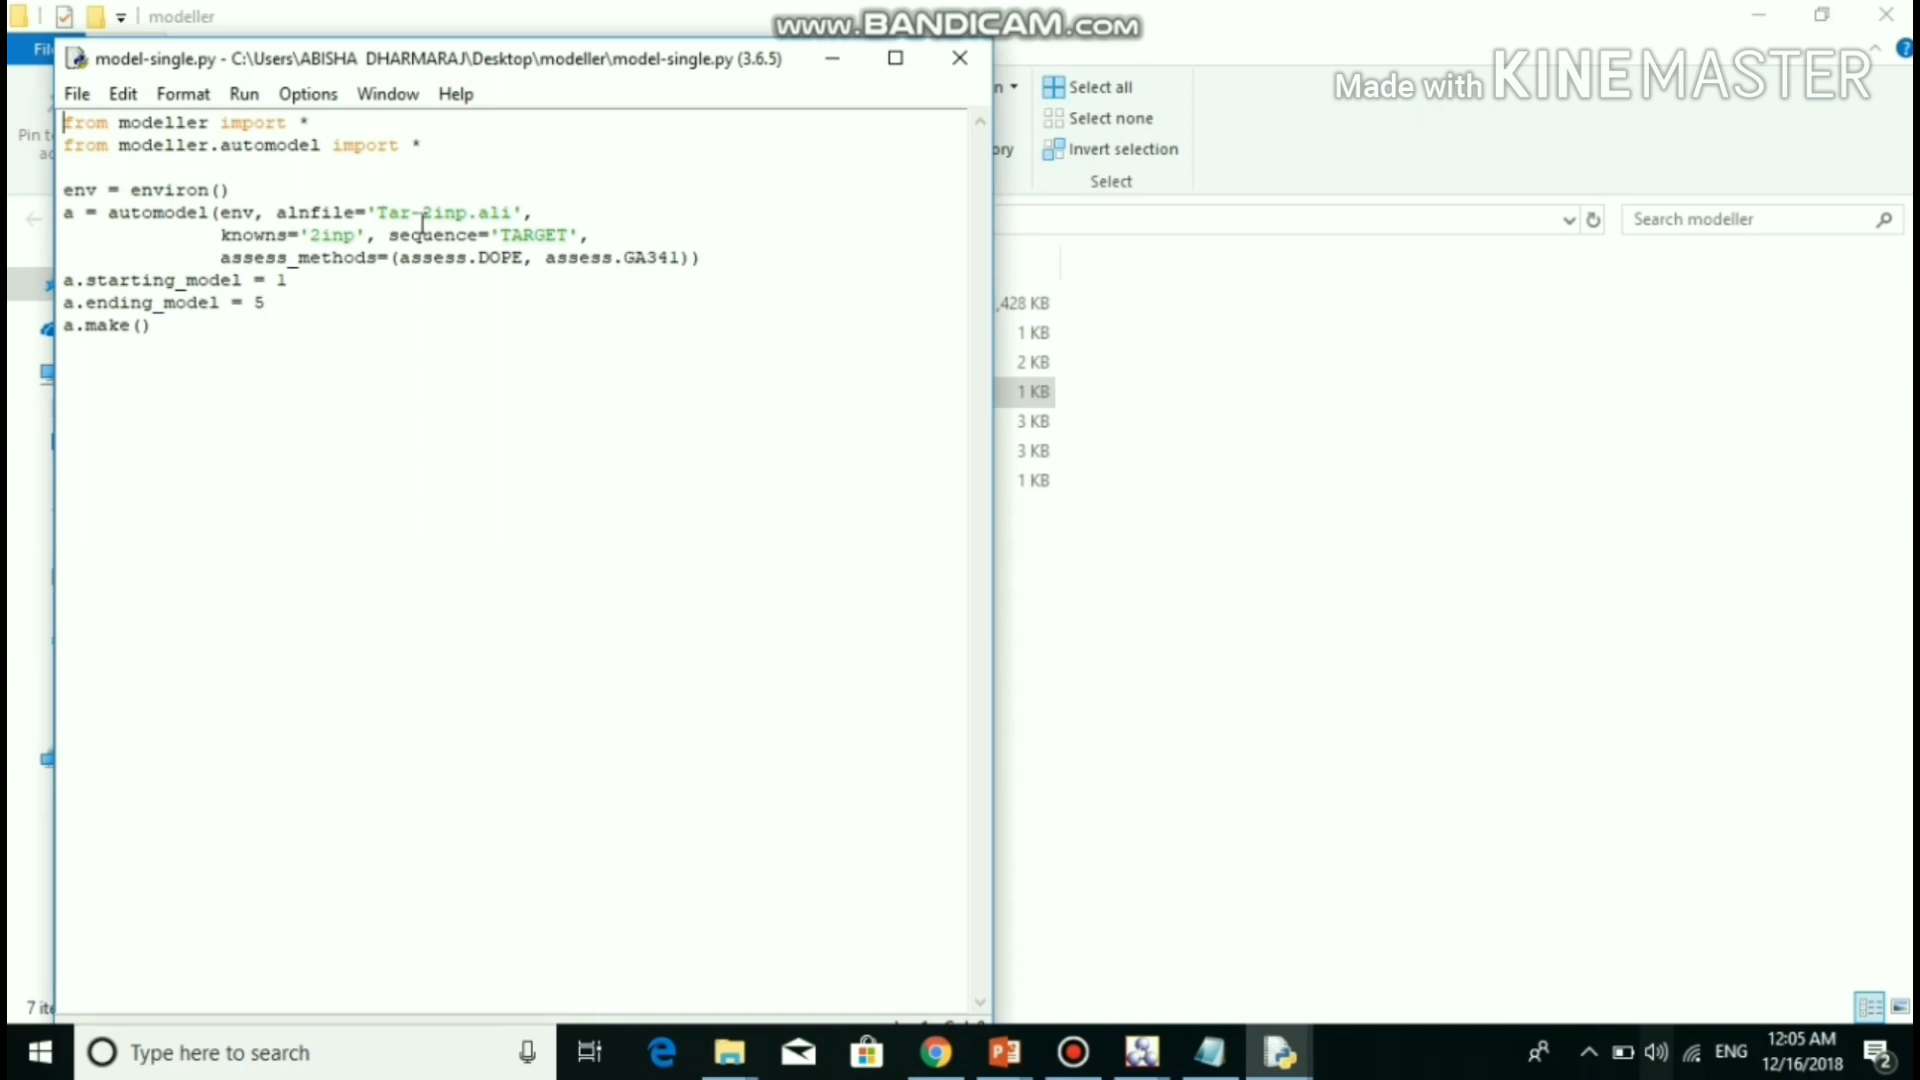 modeller
www.BANDICAM.com
Made with KINEMASTER
model-single.py - C:\Users\ABISHA DHARMARAJ\Desktop\modeller\model-single.py (3.6.5)
File Edit Format Run Options Window Help
from modeller import *
from modeller.automodel import *
env = environ()
a = automodel(env, alnfile='Tar-2inp.ali',
knowns='2inp', sequence='TARGET',
assess_methods=(assess.DOPE, assess.GA341))
a.starting_model = 1
a.ending_model = 5
a.make()
Select all
Select none
Invert selection
Select
Search modeller
,428 KB
1 KB
2 KB
1 KB
3 KB
3 KB
1 KB
Type here to search
ENG
12:05 AM
12/16/2018
2